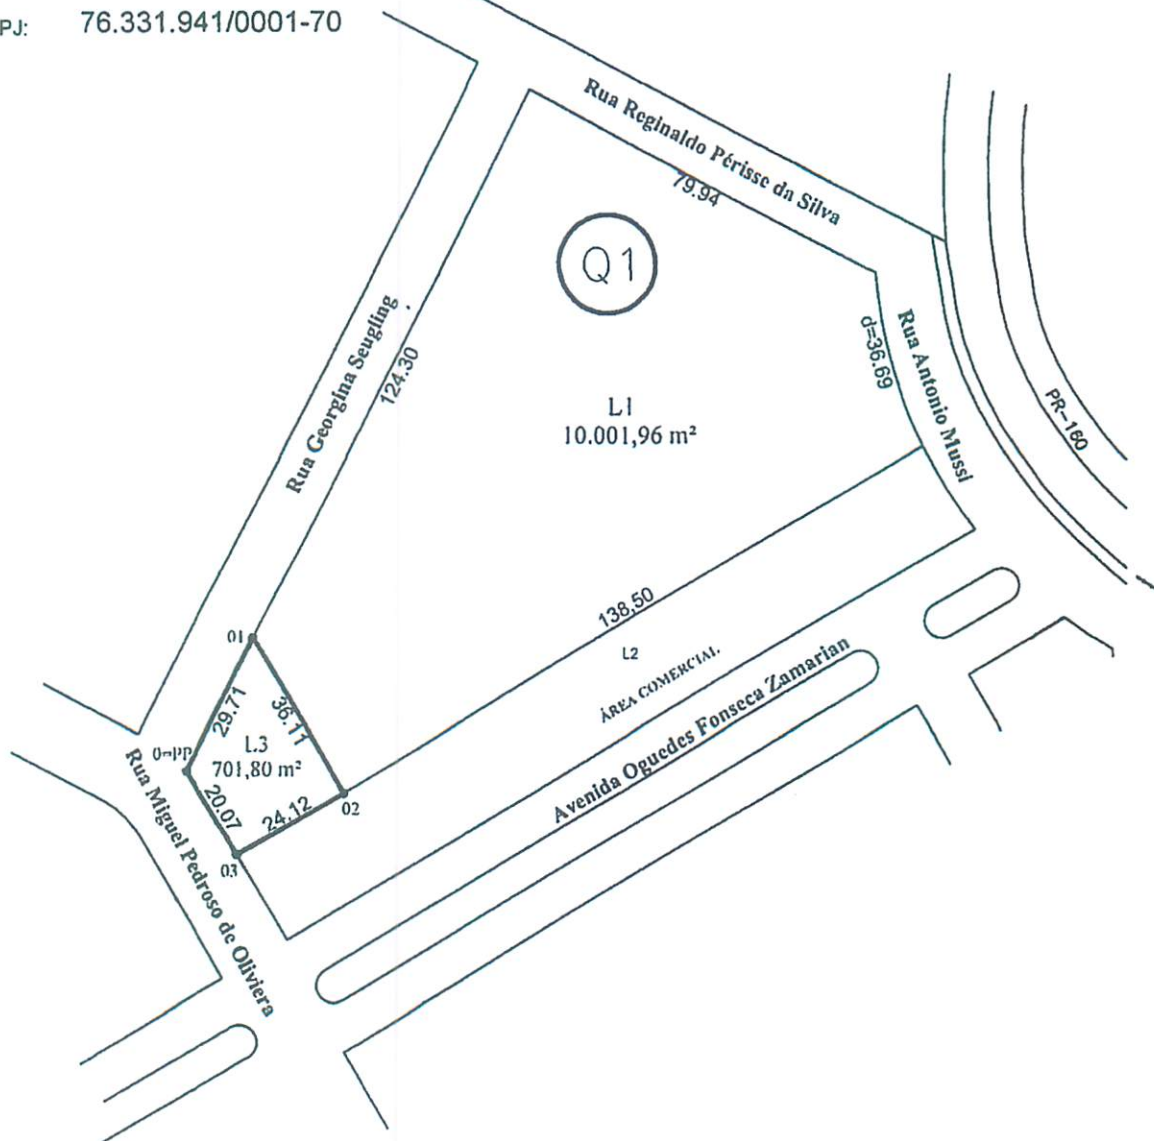 PJ: 76.331.941/0001-70
Rua Reginaldo Périsse da Silva
79.94
Q1
Rua Georgina Seugling
124.30
d=36.69
Rua Antonio Mussi
PR-160
L1
10.001,96 m²
138,50
L2
ÁREA COMERCIAL
Avenida Oguedes Fonseca Zamarian
01
29.71
36.11
0=PP
L3
701,80 m²
20.07
24.12
02
03
Rua Miguel Pedroso de Oliviera